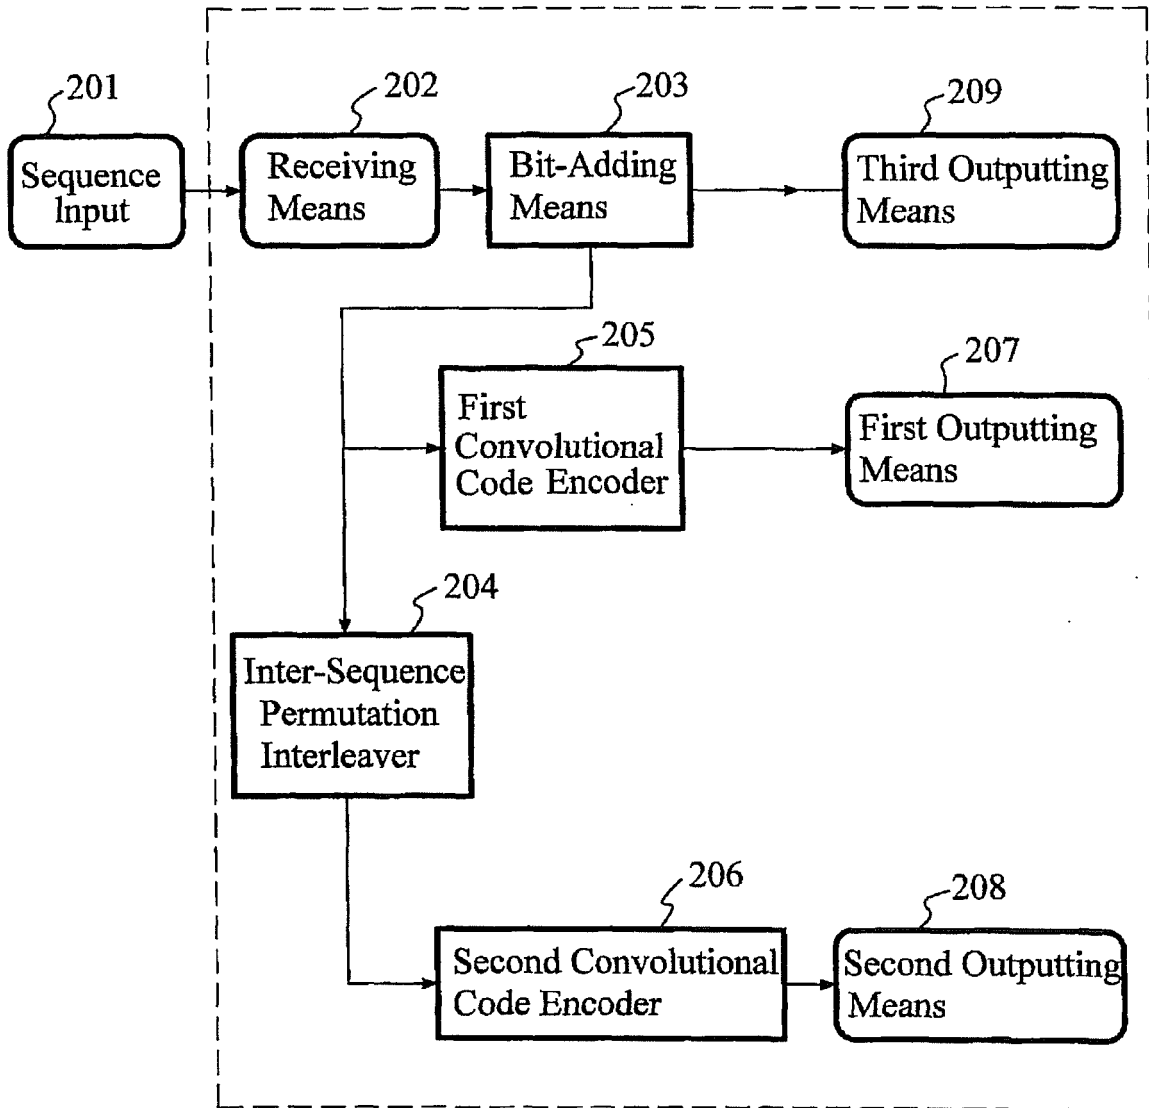 201
202
203
209
Sequence
Input
Receiving
Means
Bit-Adding
Means
Third Outputting
Means
205
207
First
Convolutional
Code Encoder
First Outputting
Means
204
Inter-Sequence
Permutation
Interleaver
206
208
Second Convolutional
Code Encoder
Second Outputting
Means